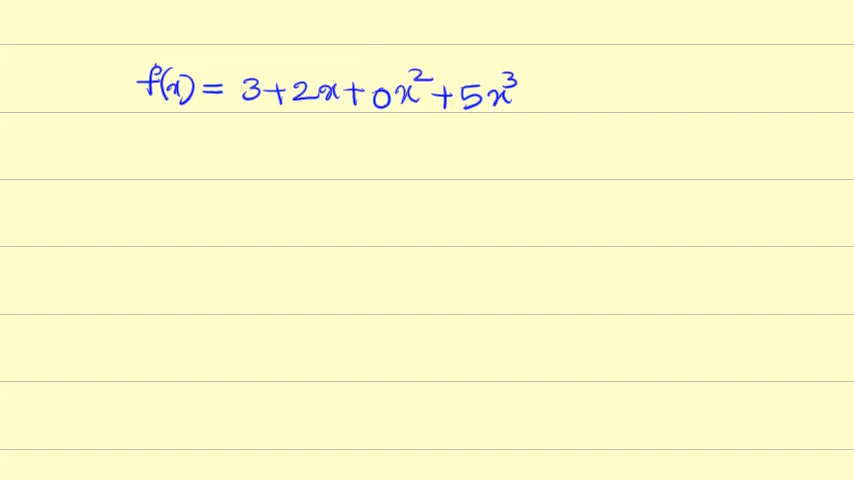 f(x) = 3+2x+0x²+5x³